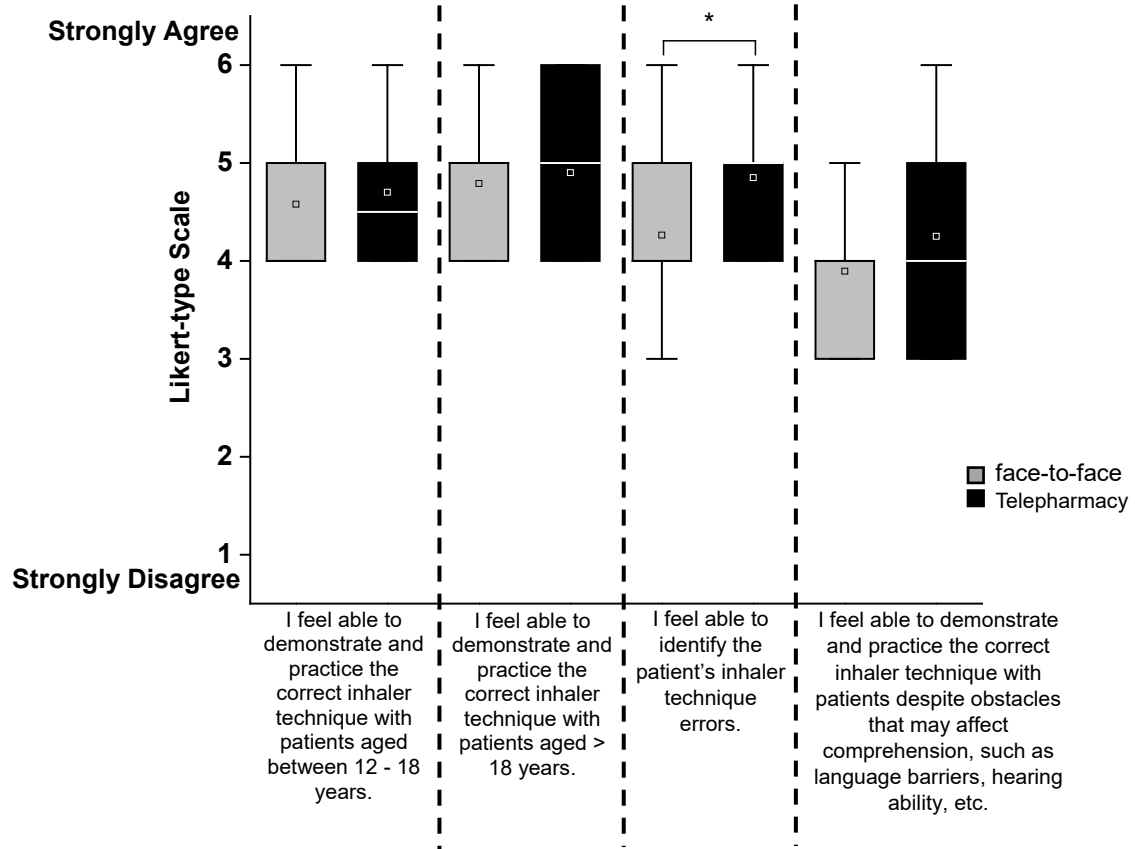 *
Strongly Agree
6
5
4
3
2
1
Strongly Disagree
Likert-type Scale
face-to-face
Telepharmacy
I feel able to
demonstrate and
practice the
correct inhaler
technique with
patients aged
between 12 - 18
years.
I feel able to
demonstrate and
practice the
correct inhaler
technique with
patients aged >
18 years.
I feel able to
identify the
patient’s inhaler
technique
errors.
I feel able to demonstrate
and practice the correct
inhaler technique with
patients despite obstacles
that may affect
comprehension, such as
language barriers, hearing
ability, etc.